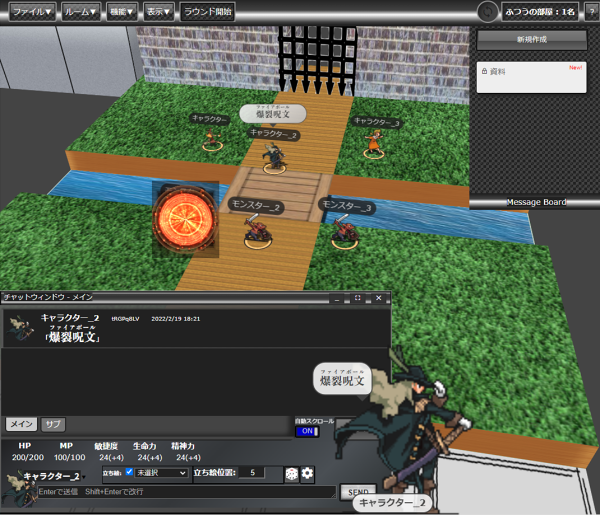 ファイル▼
ルーム▼
機能▼
表示▼
ラウンド開始
ふつうの部屋：1名
?
新規作成
資料
New!
Message Board
キャラクター
ファイアボール
爆裂呪文
キャラクター_2
キャラクター_3
モンスター_2
モンスター_3
チャットウィンドウ - メイン
キャラクター_2
tRGPq8LV
2022/2/19 18:21
ファイアボール
「爆裂呪文」
メイン
サブ
自動スクロール
ON
HP
MP
敏捷度
生命力
精神力
200/200
100/100
24(+4)
24(+4)
24(+4)
キャラクター_2
立ち絵:
未選択
立ち絵位置:
5
Enterで送信　Shift+Enterで改行
SEND
ファイアボール
爆裂呪文
キャラクター_2